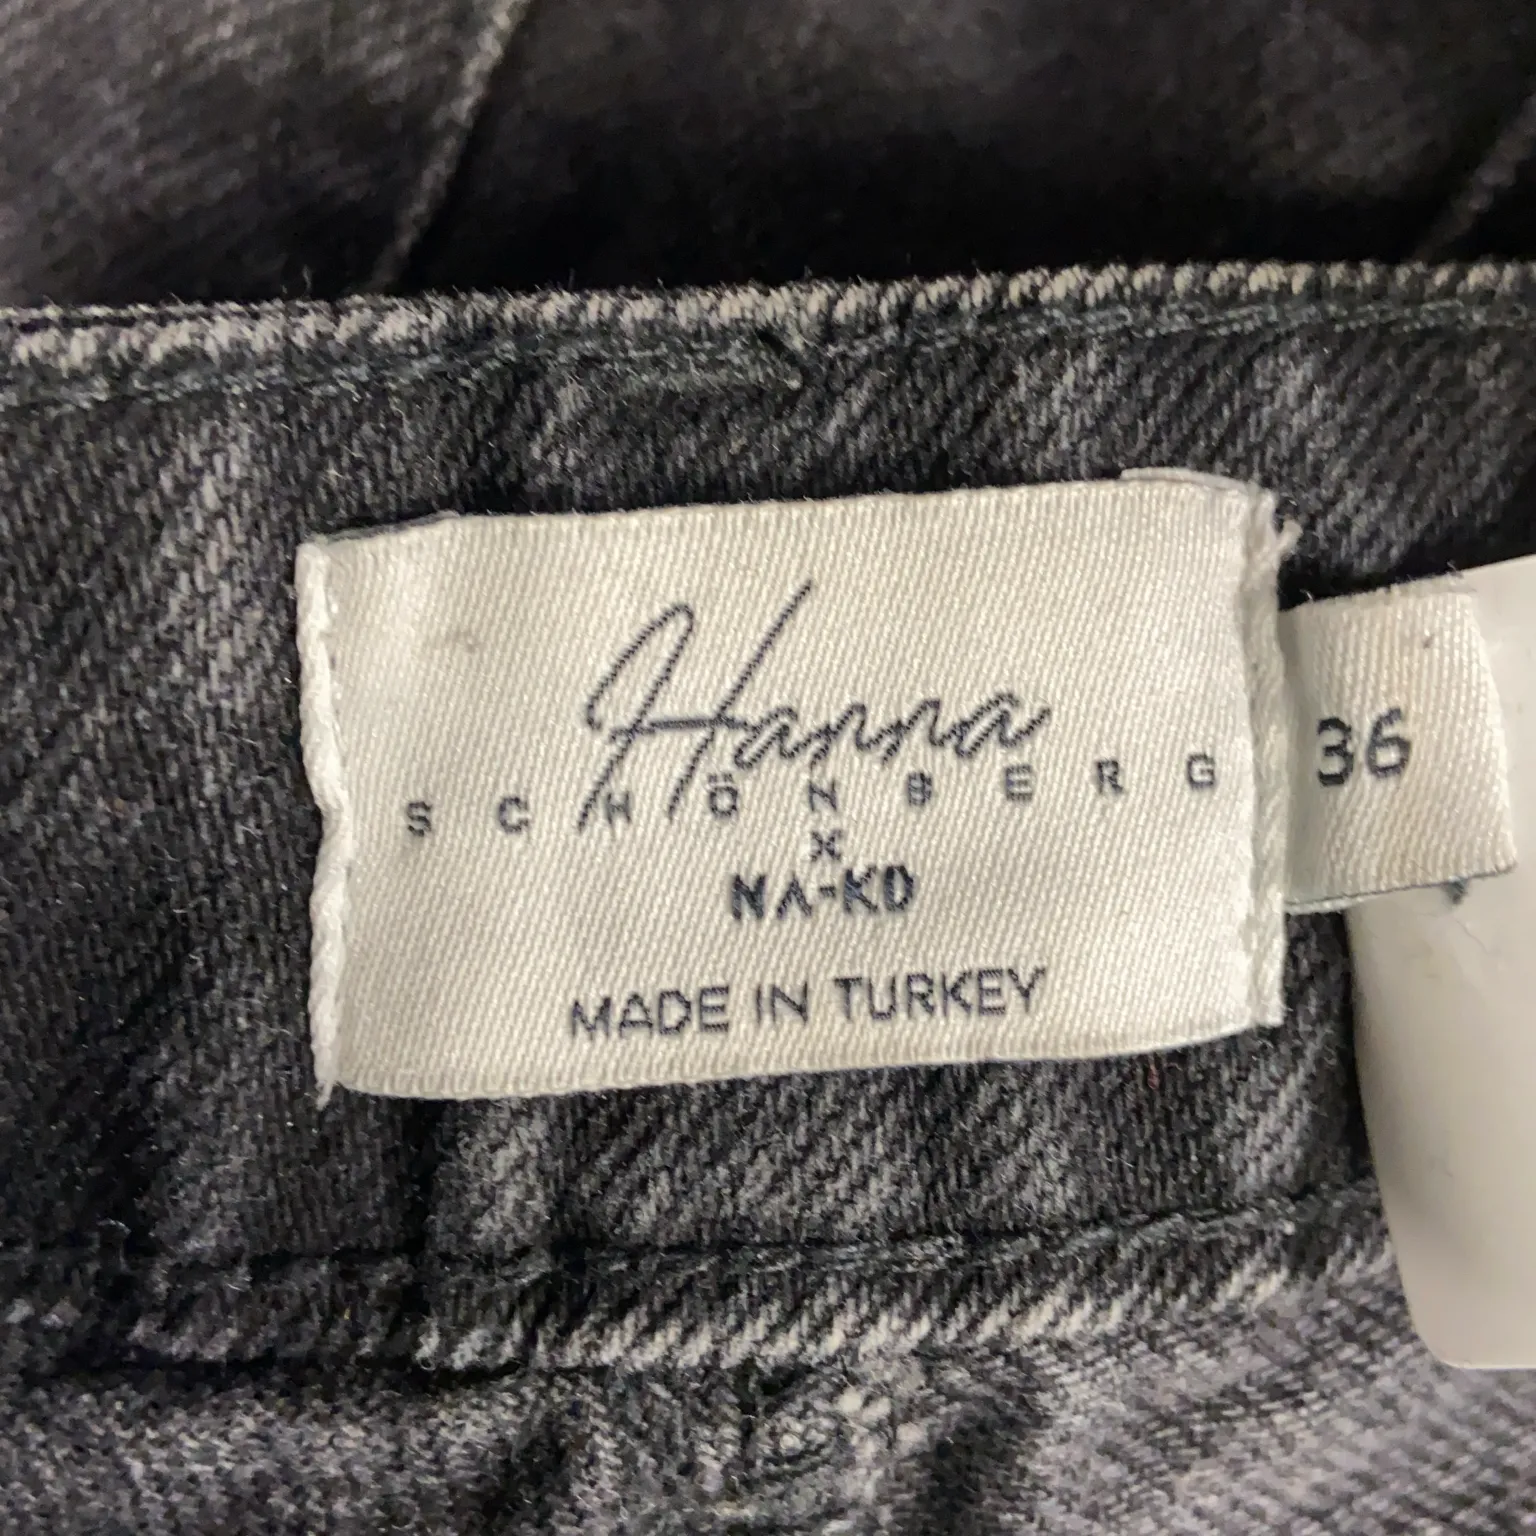 Hanna
SCHÖNBERG
X
NA-KD
MADE IN TURKEY
36